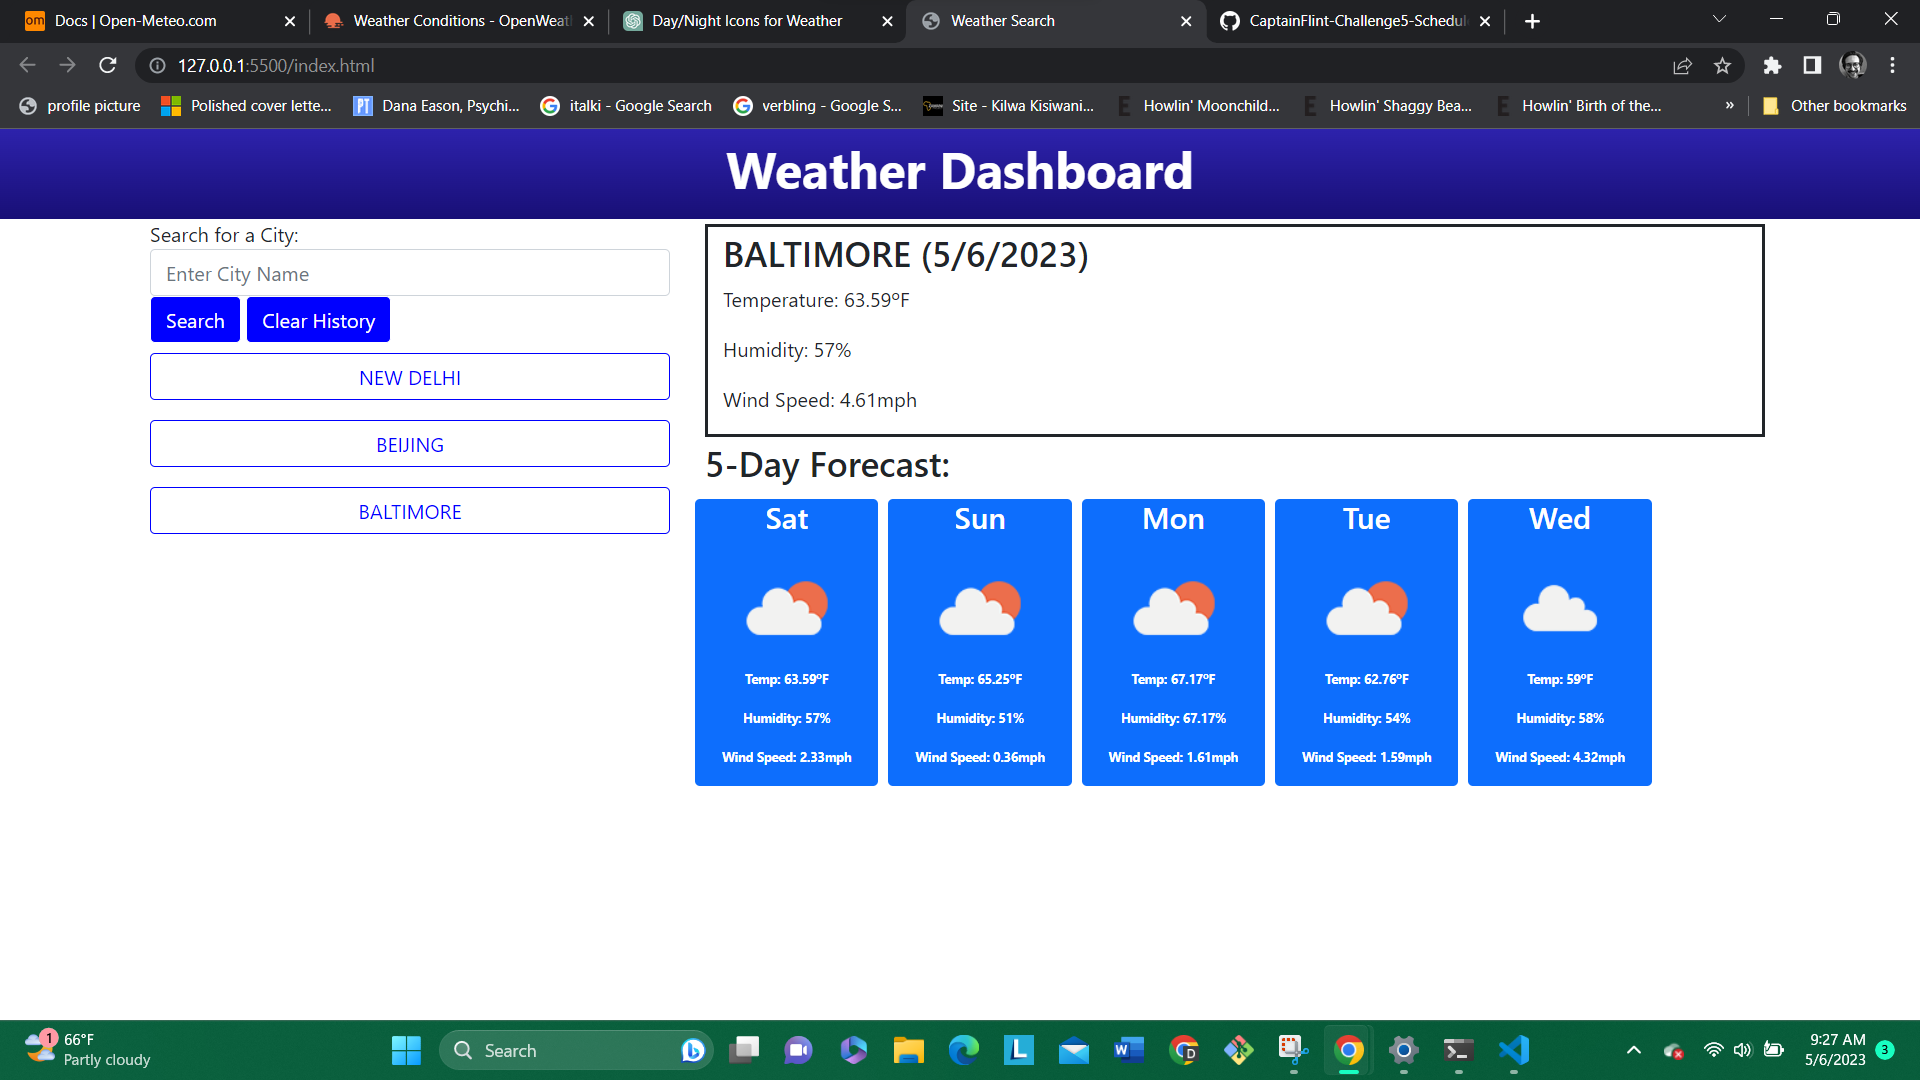 Docs | Open-Meteo.com
Weather Conditions - OpenWeat
Day/Night Icons for Weather
Weather Search
CaptainFlint-Challenge5-Schedul
127.0.0.1:5500/index.html
profile picture
Polished cover lette...
PT
Dana Eason, Psychi...
italki - Google Search
verbling - Google S...
Site - Kilwa Kisiwani...
E
Howlin' Moonchild...
E
Howlin' Shaggy Bea...
E
Howlin' Birth of the...
»
Other bookmarks
Weather Dashboard
Search for a City:
Enter City Name
Search
Clear History
NEW DELHI
BEIJING
BALTIMORE
BALTIMORE (5/6/2023)
Temperature: 63.59ºF
Humidity: 57%
Wind Speed: 4.61mph
5-Day Forecast:
Sat
Temp: 63.59ºF
Humidity: 57%
Wind Speed: 2.33mph
Sun
Temp: 65.25ºF
Humidity: 51%
Wind Speed: 0.36mph
Mon
Temp: 67.17ºF
Humidity: 67.17%
Wind Speed: 1.61mph
Tue
Temp: 62.76ºF
Humidity: 54%
Wind Speed: 1.59mph
Wed
Temp: 59ºF
Humidity: 58%
Wind Speed: 4.32mph
1
66°F
Partly cloudy
Search
L
W
D
9:27 AM
5/6/2023
3